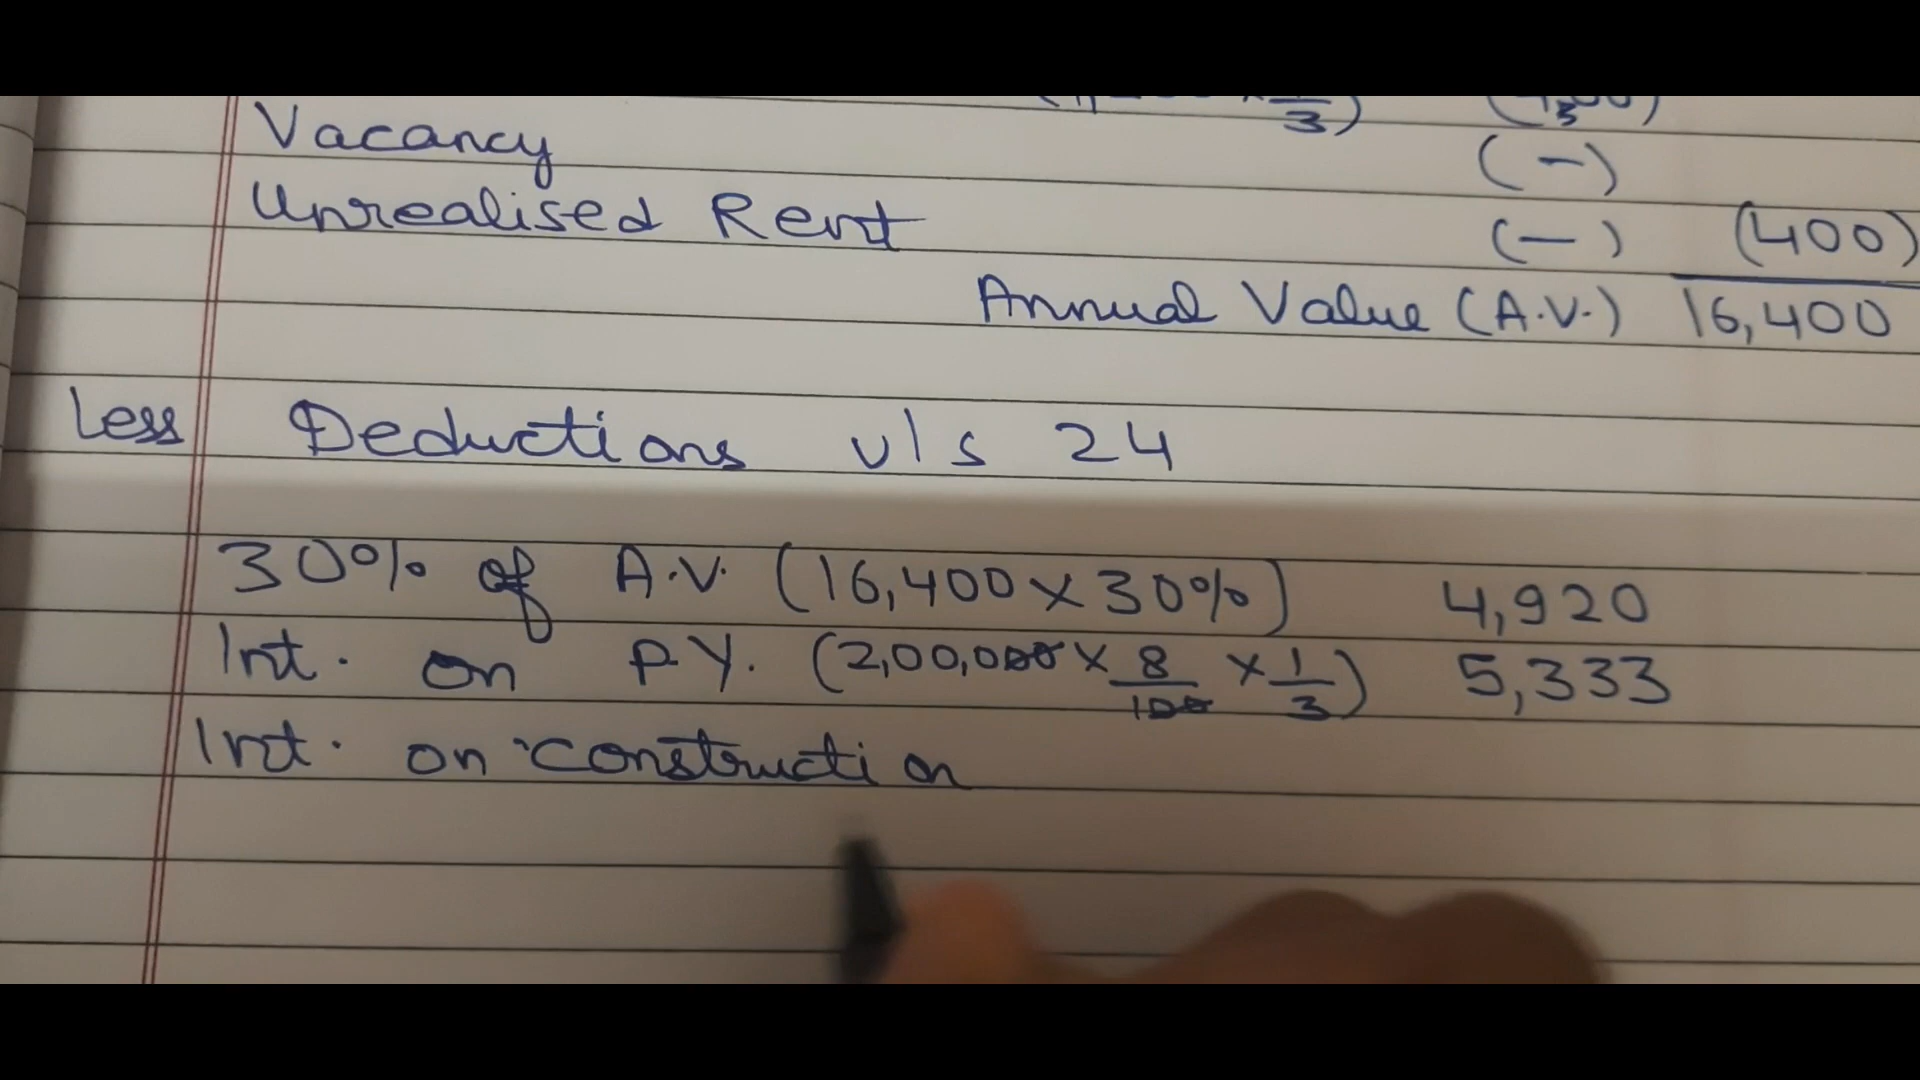 Vacancy (-)
Unrealised Rent (-) (400)
Annual Value (A.V.) 16,400
Less Deductions u/s 24
30% of A.V. (16,400 x 30%) 4,920
Int. on P.Y. (2,00,000 x 8/100 x 1/3) 5,333
Int. on construction